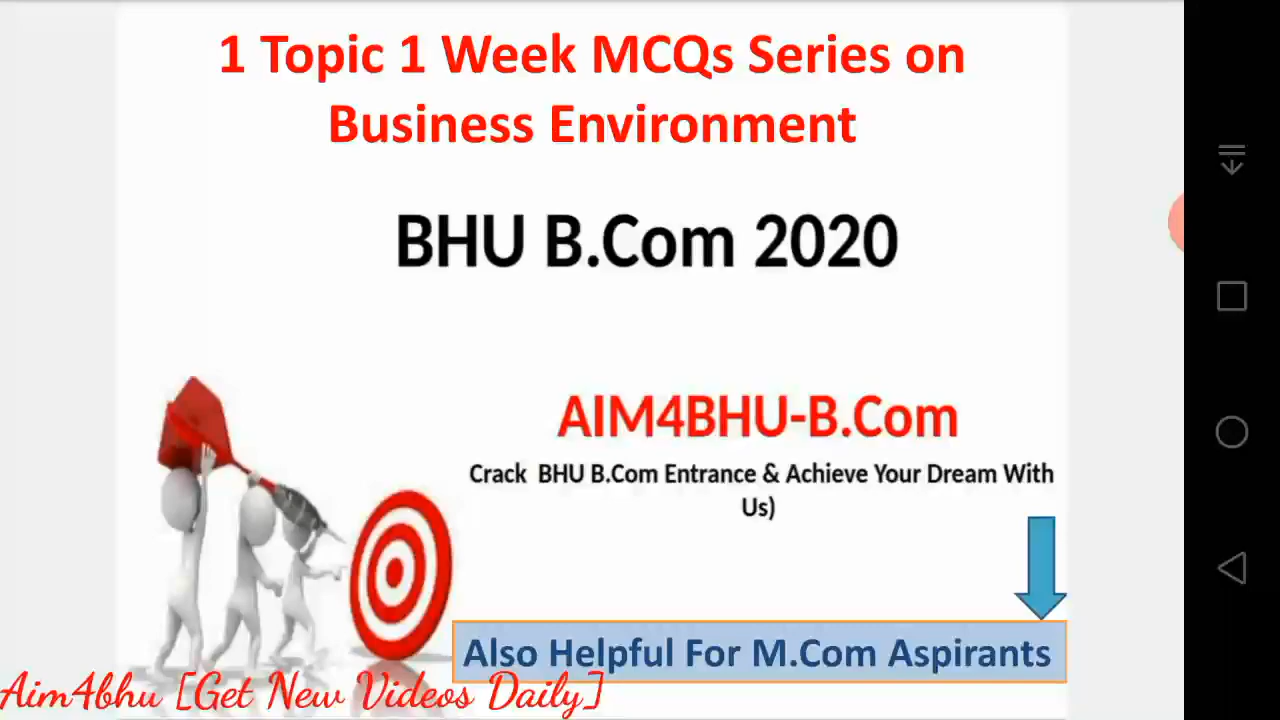 1 Topic 1 Week MCQs Series on
Business Environment
BHU B.Com 2020
AIM4BHU-B.Com
Crack BHU B.Com Entrance & Achieve Your Dream With
Us)
Also Helpful For M.Com Aspirants
Aim4bhu [Get New Videos Daily]